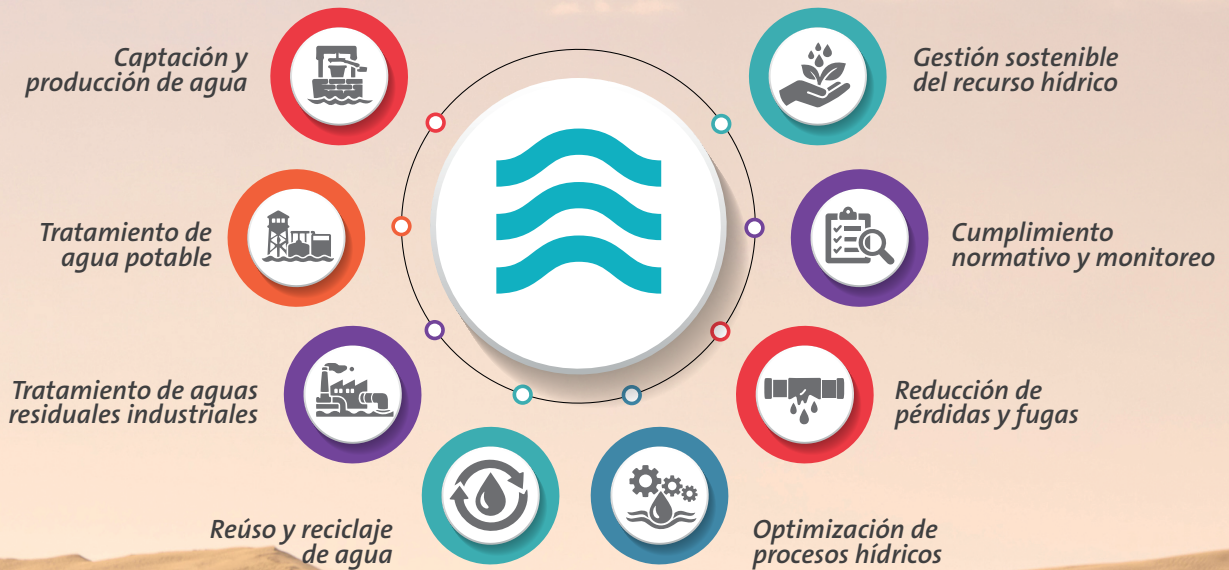 Captación y
producción de agua
Tratamiento de
agua potable
Tratamiento de aguas
residuales industriales
Reúso y reciclaje
de agua
Gestión sostenible
del recurso hídrico
Cumplimiento
normativo y monitoreo
Reducción de
pérdidas y fugas
Optimización de
procesos hídricos